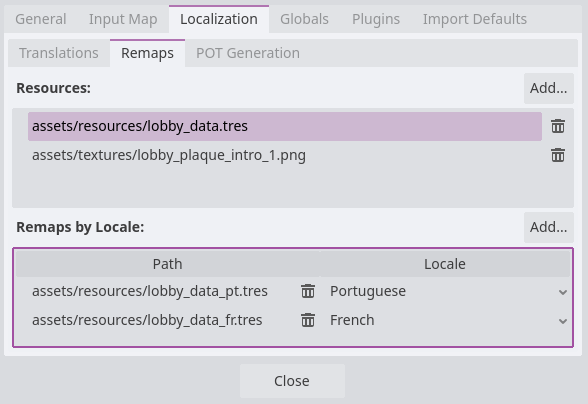 General Input Map Localization Globals Plugins Import Defaults
Translations Remaps POT Generation
Resources: Add...
assets/resources/lobby_data.tres
assets/textures/lobby_plaque_intro_1.png
Remaps by Locale: Add...
Path Locale
assets/resources/lobby_data_pt.tres Portuguese
assets/resources/lobby_data_fr.tres French
Close